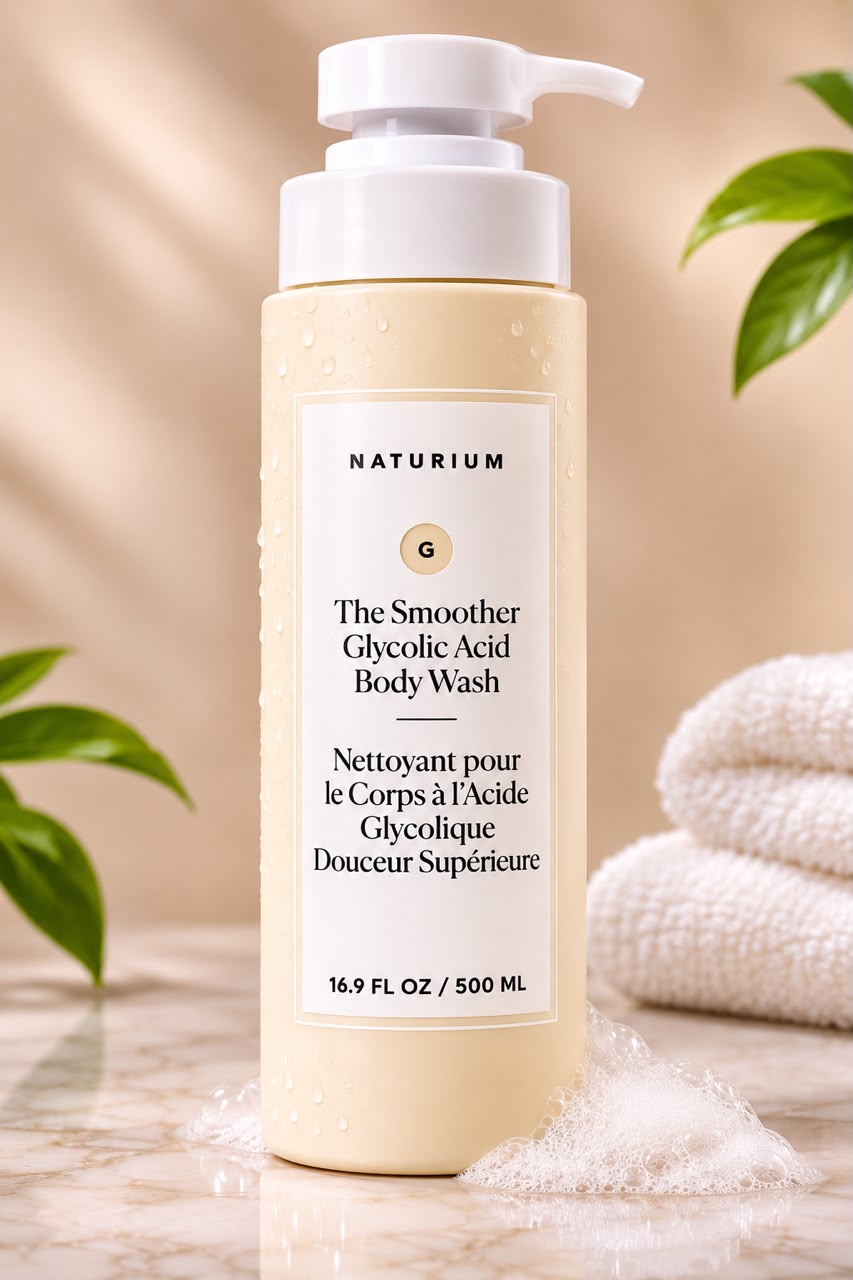 NATURIUM
G
The Smoother
Glycolic Acid
Body Wash
Nettoyant pour
le Corps à l'Acide
Glycolique
Douceur Supérieure
16.9 FL OZ / 500 ML